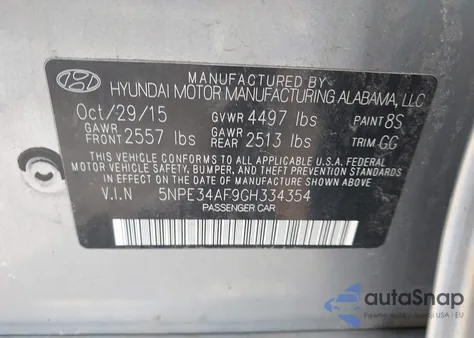 MANUFACTURED BY
HYUNDAI MOTOR MANUFACTURING ALABAMA, LLC
Oct/29/15 GVWR 4497 lbs PAINT 8S
GAWR FRONT 2557 lbs GAWR REAR 2513 lbs TRIM GG
THIS VEHICLE CONFORMS TO ALL APPLICABLE U.S.A. FEDERAL
MOTOR VEHICLE SAFETY, BUMPER, AND THEFT PREVENTION STANDARDS
IN EFFECT ON THE DATE OF MANUFACTURE SHOWN ABOVE.
V.I.N 5NPE34AF9GH334354
PASSENGER CAR
autoSnap